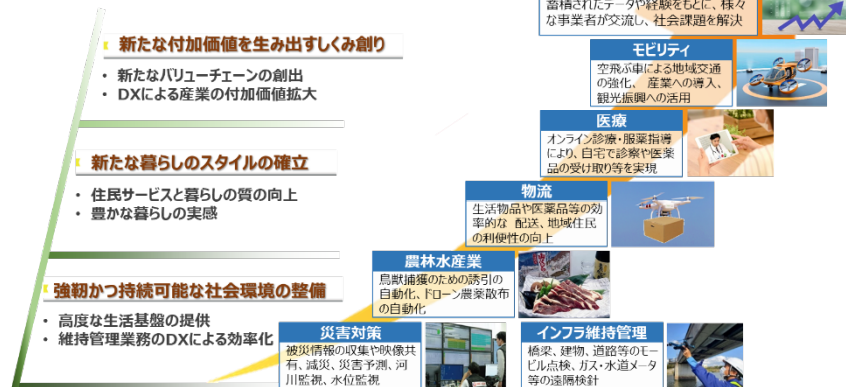 蓄積されたデータや経験をもとに、様々
な事業者が交流し、社会課題を解決
新たな付加価値を生み出すしくみ創り
・ 新たなバリューチェーンの創出
・ DXによる産業の付加価値拡大
モビリティ
空飛ぶ車による地域交通
の強化、 産業への導入、
観光振興への活用
医療
オンライン診療・服薬指導
により、自宅で診察や医薬
品の受け取り等を実現
新たな暮らしのスタイルの確立
・ 住民サービスと暮らしの質の向上
・ 豊かな暮らしの実感
物流
生活物品や医薬品等の効
率的な 配送、地域住民
の利便性の向上
農林水産業
鳥獣捕獲のための誘引の
自動化、ドローン農薬散布
の自動化
強靭かつ持続可能な社会環境の整備
・ 高度な生活基盤の提供
・ 維持管理業務のDXによる効率化
災害対策
被災情報の収集や映像共
有、減災、災害予測、河
川監視、水位監視
インフラ維持管理
橋梁、建物、道路等のモー
ビル点検、ガス・水道メータ
等の遠隔検針